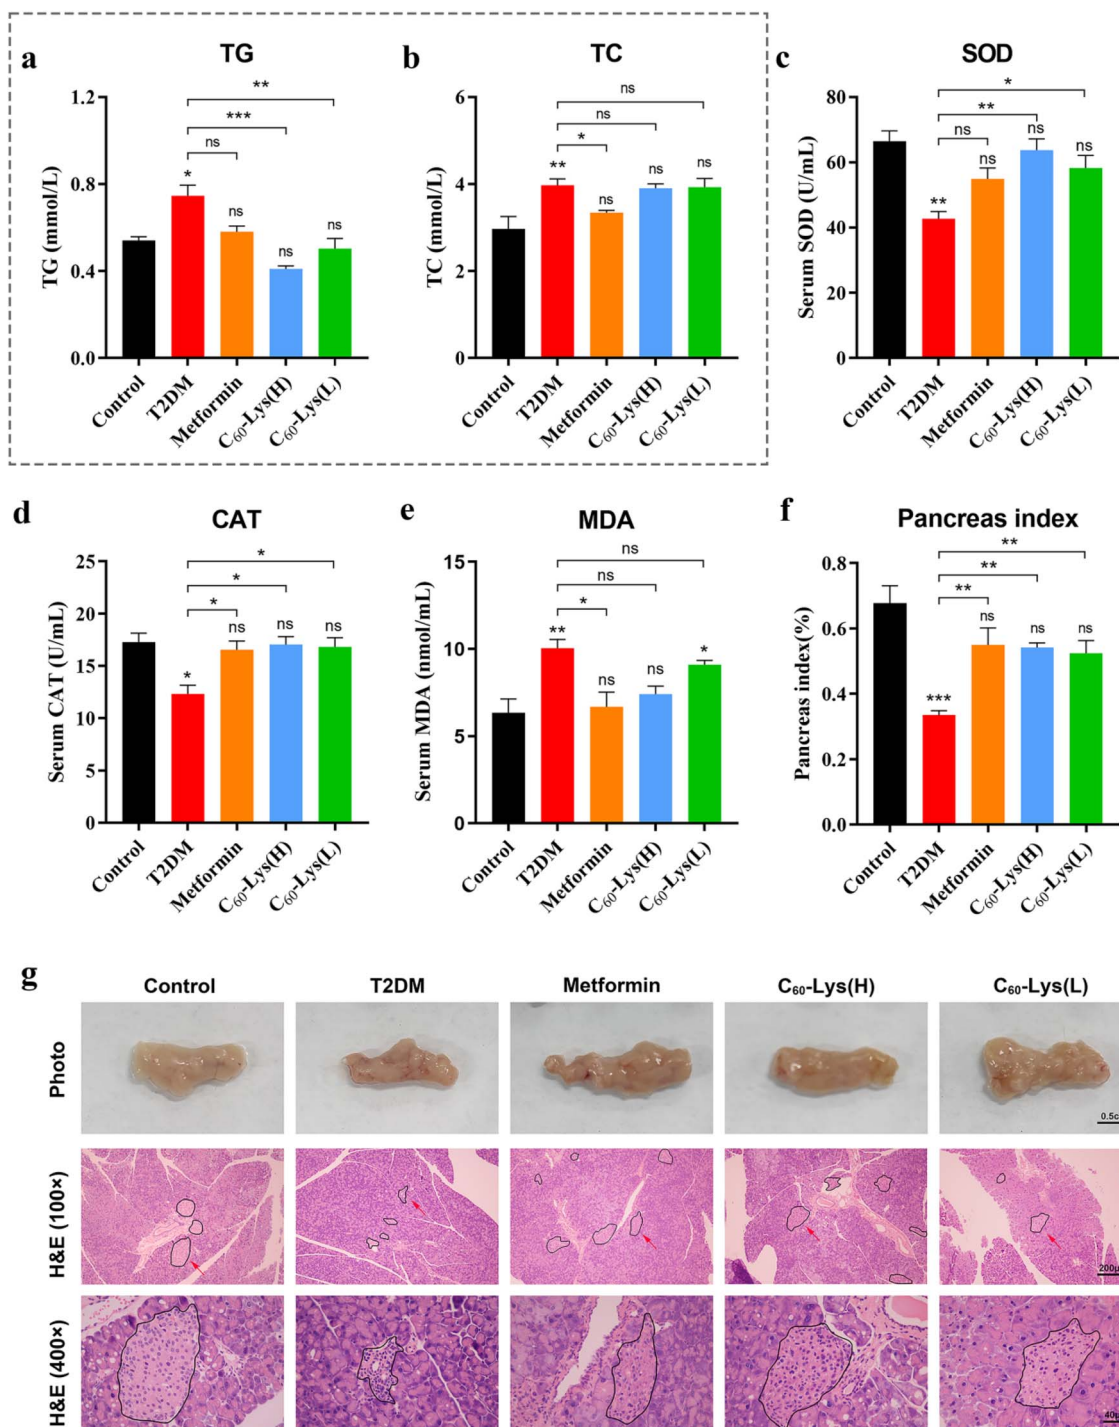 a
TG
**
***
ns
*
ns
ns
ns
TG (mmol/L)
1.2
0.8
0.4
0.0
Control
T2DM
Metformin
C₆₀-Lys(H)
C₆₀-Lys(L)
b
TC
ns
ns
*
**
ns
ns
ns
TC (mmol/L)
6
4
2
0
Control
T2DM
Metformin
C₆₀-Lys(H)
C₆₀-Lys(L)
c
SOD
*
**
ns
**
ns
ns
ns
Serum SOD (U/mL)
80
60
40
20
0
Control
T2DM
Metformin
C₆₀-Lys(H)
C₆₀-Lys(L)
d
CAT
*
*
*
*
ns
ns
ns
Serum CAT (U/mL)
25
20
15
10
5
0
Control
T2DM
Metformin
C₆₀-Lys(H)
C₆₀-Lys(L)
e
MDA
ns
ns
*
**
ns
ns
*
Serum MDA (nmol/mL)
15
10
5
0
Control
T2DM
Metformin
C₆₀-Lys(H)
C₆₀-Lys(L)
f
Pancreas index
**
**
**
***
ns
ns
ns
Pancreas index(%)
0.8
0.6
0.4
0.2
0.0
Control
T2DM
Metformin
C₆₀-Lys(H)
C₆₀-Lys(L)
g
Control T2DM Metformin C₆₀-Lys(H) C₆₀-Lys(L)
Photo
0.5c
H&E (100×)
200μ
H&E (400×)